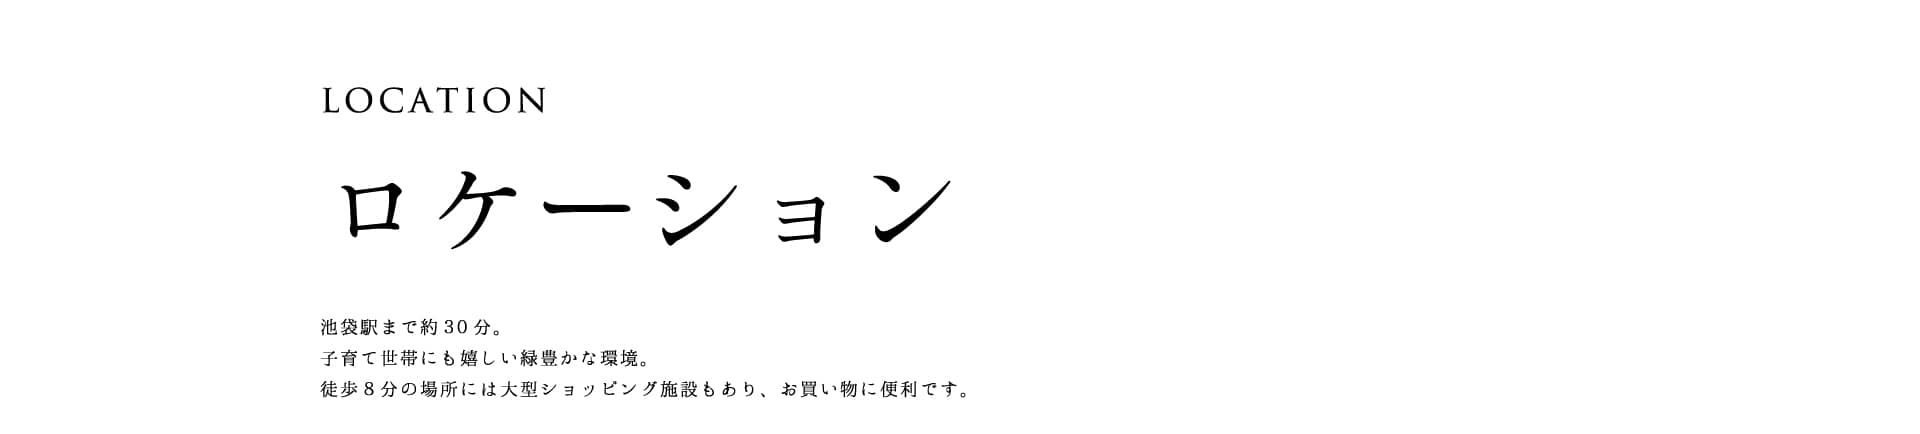 LOCATION
ロケーション
池袋駅まで約30分。
子育て世帯にも嬉しい緑豊かな環境。
徒歩8分の場所には大型ショッピング施設もあり、お買い物に便利です。